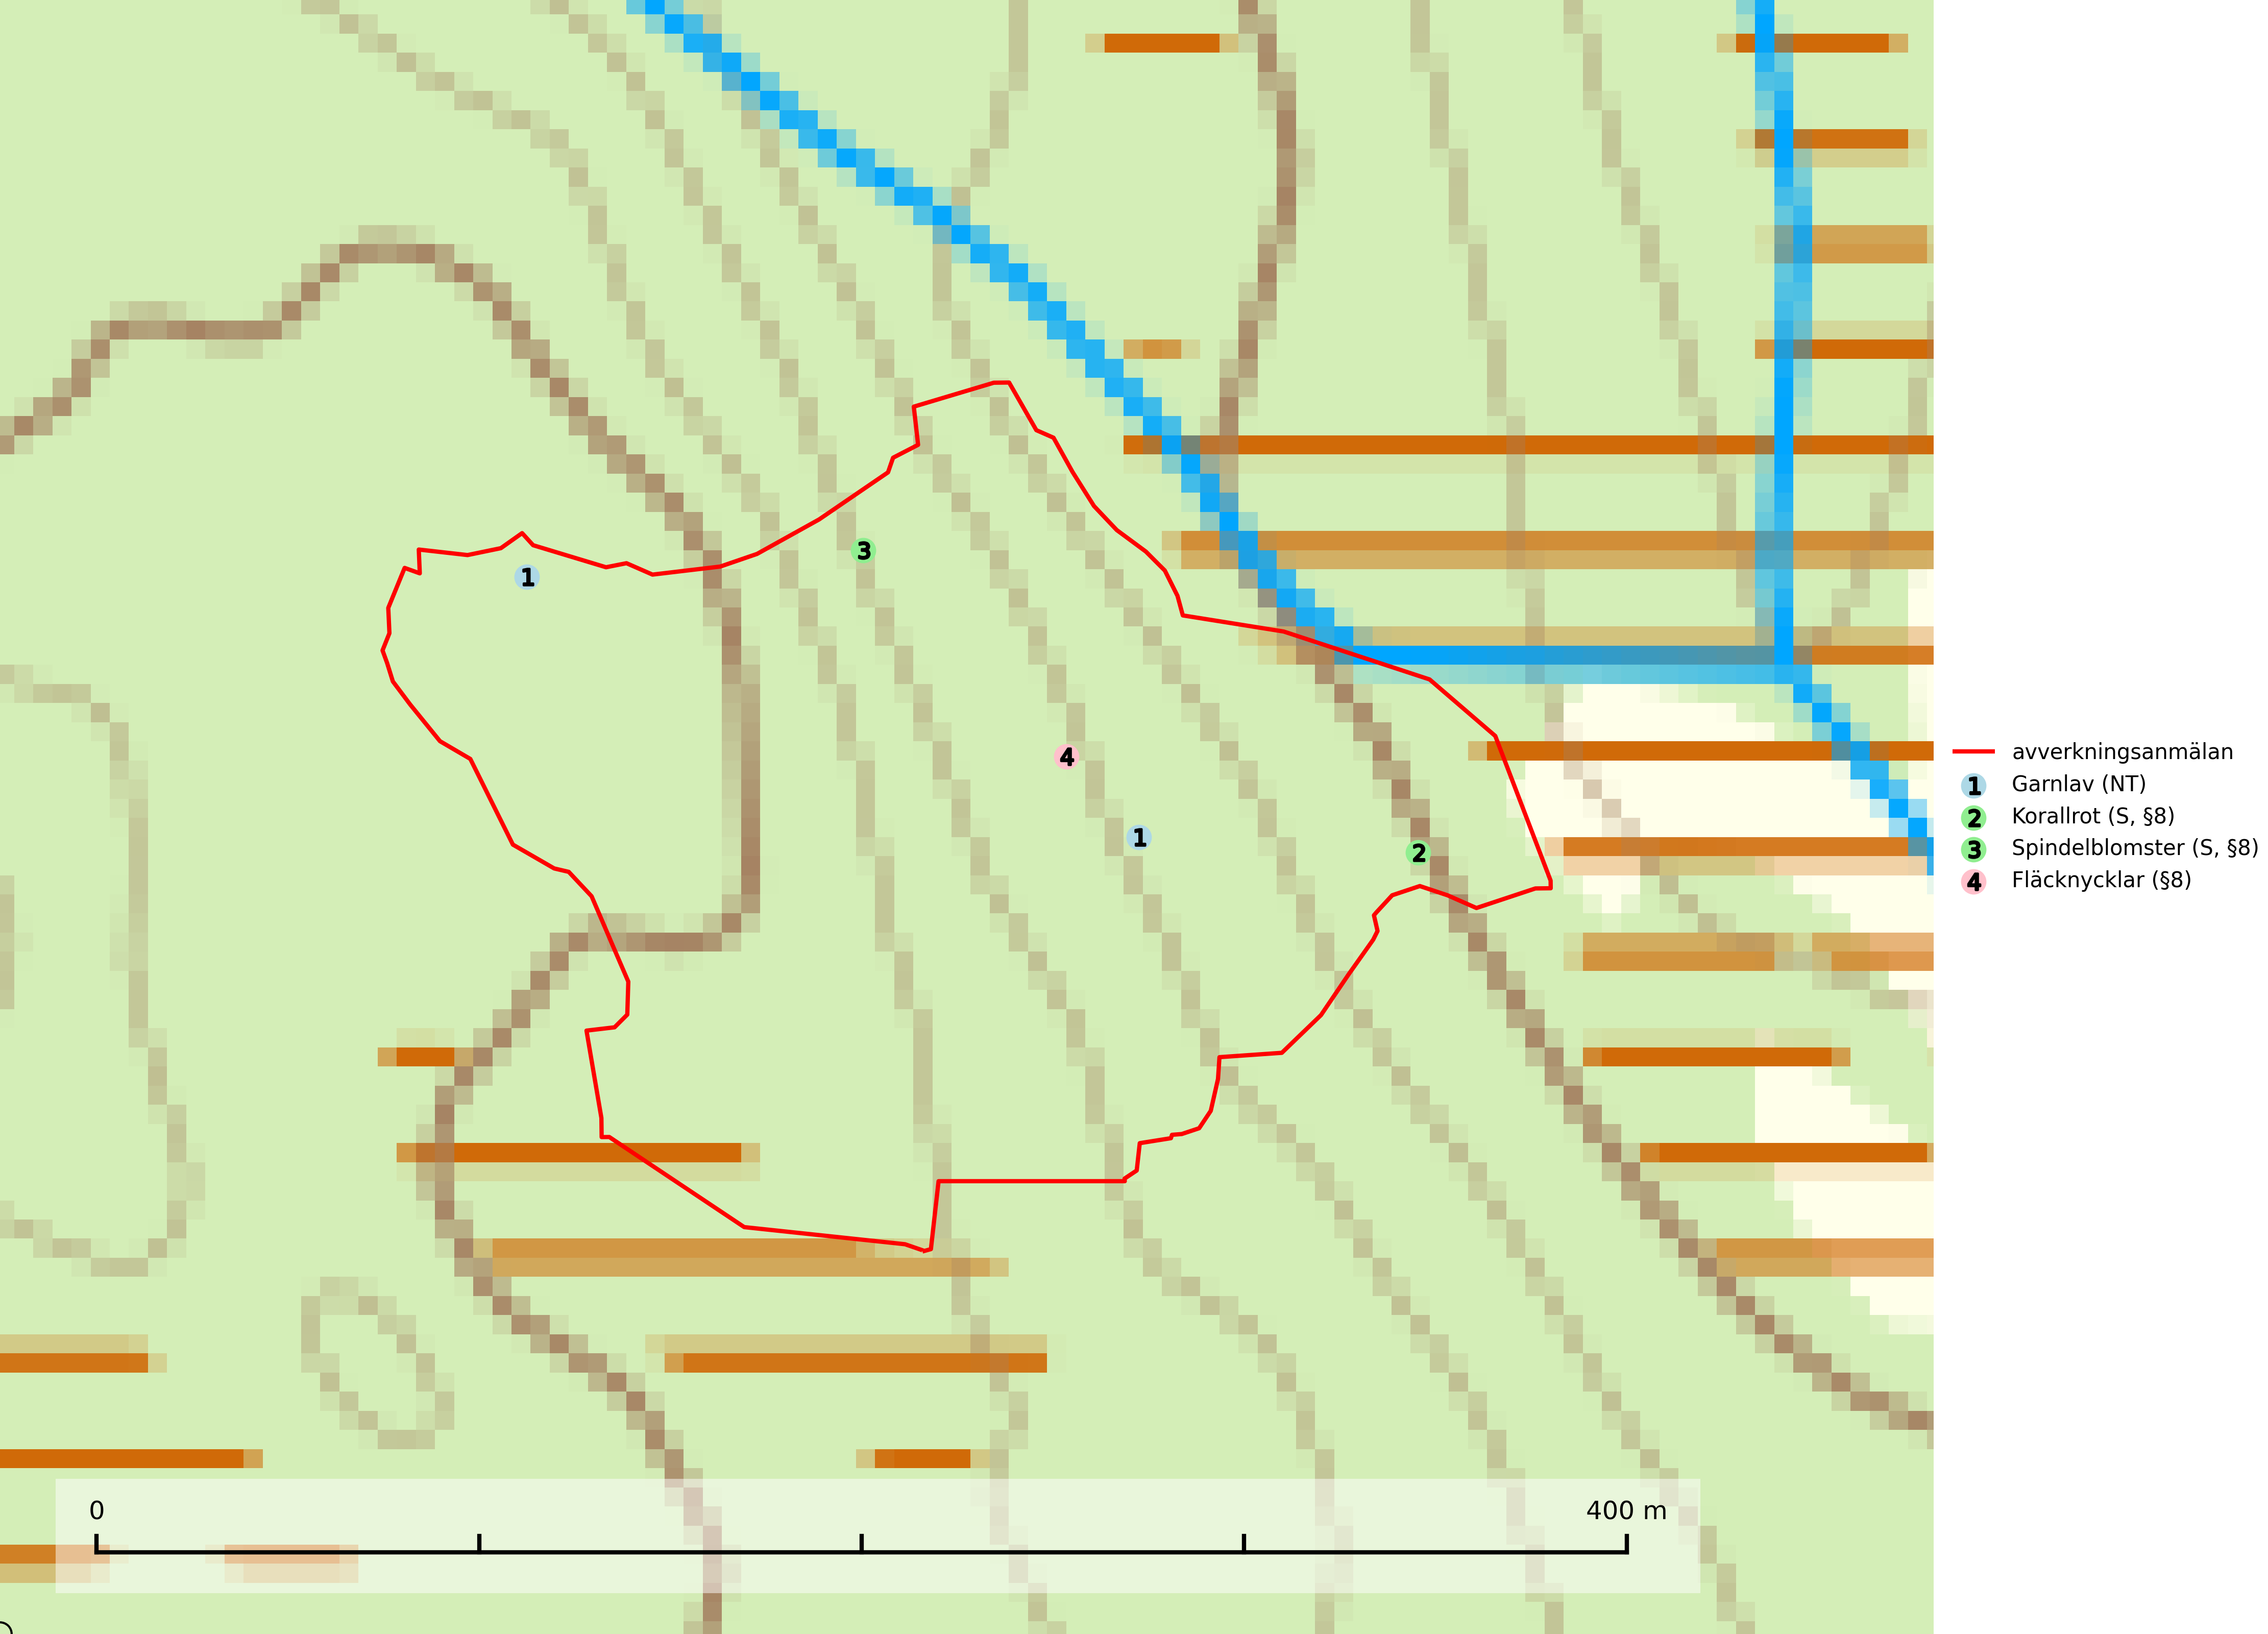 3
1
4
1
2
avverkningsanmälan
1 Garnlav (NT)
2 Korallrot (S, §8)
3 Spindelblomster (S, §8)
4 Fläcknycklar (§8)
0 400 m